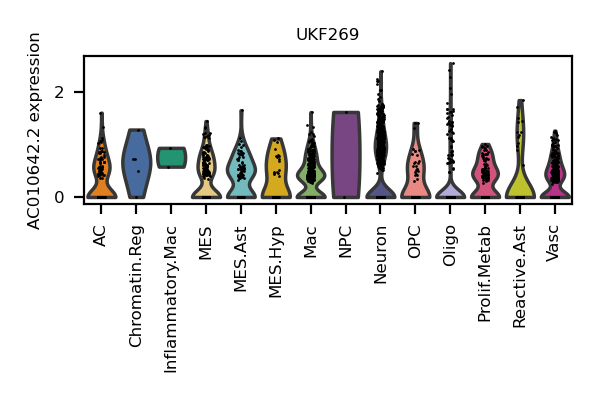 UKF269
AC010642.2 expression
2
0
AC
Chromatin.Reg
Inflammatory.Mac
MES
MES.Ast
MES.Hyp
Mac
NPC
Neuron
OPC
Oligo
Prolif.Metab
Reactive.Ast
Vasc